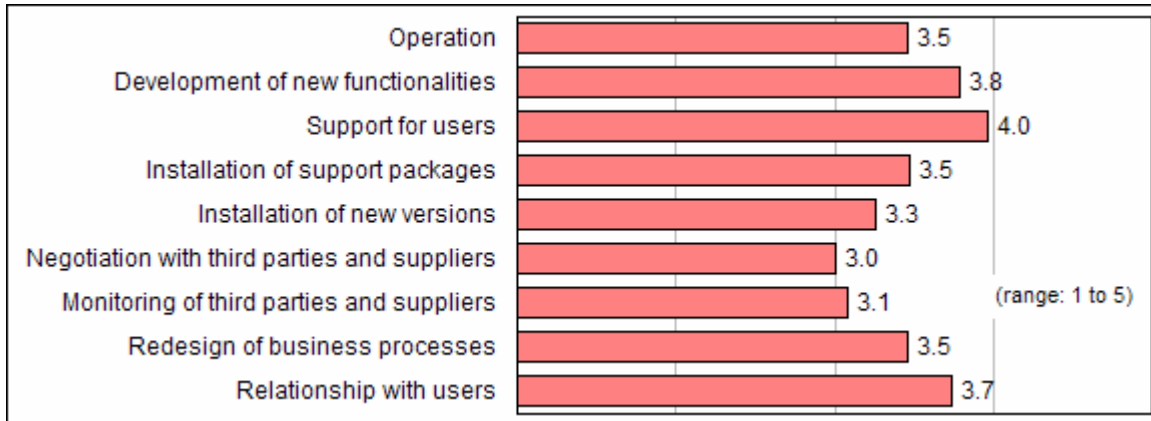 Operation 3.5
Development of new functionalities 3.8
Support for users 4.0
Installation of support packages 3.5
Installation of new versions 3.3
Negotiation with third parties and suppliers 3.0
Monitoring of third parties and suppliers 3.1
(range: 1 to 5)
Redesign of business processes 3.5
Relationship with users 3.7